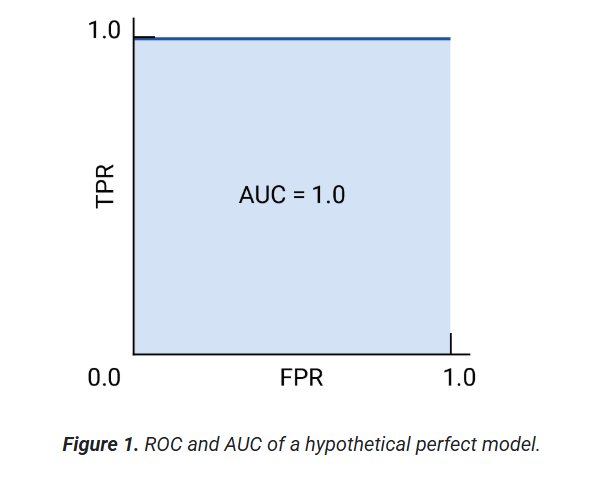 1.0
TPR
AUC = 1.0
0.0
FPR
1.0
Figure 1. ROC and AUC of a hypothetical perfect model.